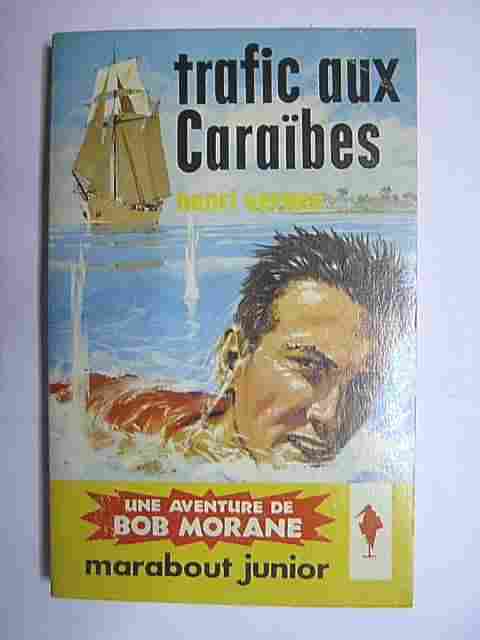 trafic aux
Caraïbes
henri vernes
UNE AVENTURE DE
BOB MORANE
marabout junior